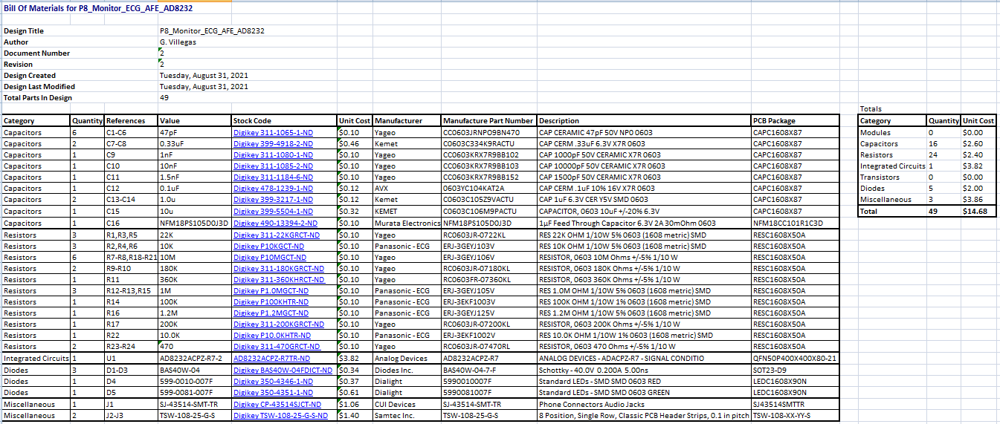 Bill Of Materials for P8_Monitor_ECG_AFE_AD8232
Design Title P8_Monitor_ECG_AFE_AD8232
Author G. Villegas
Document Number 2
Revision 2
Design Created Tuesday, August 31, 2021
Design Last Modified Tuesday, August 31, 2021
Total Parts In Design 49
Category Quantity References Value Stock Code Unit Cost Manufacturer Manufacture Part Number Description PCB Package
Capacitors 6 C1-C6 47pF Digikey 311-1065-1-ND $0.10 Yageo CC0603JRNPO9BN470 CAP CERAMIC 47pF 50V NP0 0603 CAPC1608X87
Capacitors 2 C7-C8 0.33uF Digikey 399-4918-2-ND $0.46 Kemet C0603C334K9RACTU CAP CERM .33uF 6.3V X7R 0603 CAPC1608X87
Capacitors 1 C9 1nF Digikey 311-1080-1-ND $0.10 Yageo CC0603KRX7R9BB102 CAP 1000pF 50V CERAMIC X7R 0603 CAPC1608X87
Capacitors 1 C10 10nF Digikey 311-1085-2-ND $0.10 Yageo CC0603KRX7R9BB103 CAP 10000pF 50V CERAMIC X7R 0603 CAPC1608X87
Capacitors 1 C11 1.5nF Digikey 311-1184-6-ND $0.10 Yageo CC0603KRX7R9BB152 CAP 1500pF 50V CERAMIC X7R 0603 CAPC1608X87
Capacitors 1 C12 0.1uF Digikey 478-1239-1-ND $0.12 AVX 0603YC104KAT2A CAP CERM .1uF 10% 16V X7R 0603 CAPC1608X87
Capacitors 2 C13-C14 1.0u Digikey 399-3217-1-ND $0.12 Kemet C0603C105Z9VACTU CAP 1uF 6.3V CER Y5V SMD 0603 CAPC1608X87
Capacitors 1 C15 10u Digikey 399-5504-1-ND $0.32 KEMET C0603C106M9PACTU CAPACITOR, 0603 10uF +/-20% 6.3V CAPC1608X87
Capacitors 1 C16 NFM18PS105D0J3D Digikey 490-13394-2-ND $0.10 Murata Electronics NFM18PS105D0J3D 1µF Feed Through Capacitor 6.3V 2A 30mOhm 0603 NFM18CC101R1C3D
Resistors 3 R1,R3,R5 22K Digikey 311-22KGRCT-ND $0.10 Yageo RC0603JR-0722KL RES 22K OHM 1/10W 5% 0603 (1608 metric) SMD RESC1608X50A
Resistors 3 R2,R4,R6 10K Digikey P10KGCT-ND $0.10 Panasonic - ECG ERJ-3GEYJ103V RES 10K OHM 1/10W 5% 0603 (1608 metric) SMD RESC1608X50A
Resistors 6 R7-R8,R18-R21 10M Digikey P10MGCT-ND $0.10 Yageo ERJ-3GEYJ106V RESISTOR, 0603 10M Ohms +/-5% 1/10 W RESC1608X50A
Resistors 2 R9-R10 180K Digikey 311-180KGRCT-ND $0.10 Yageo RC0603JR-07180KL RESISTOR, 0603 180K Ohms +/-5% 1/10 W RESC1608X50A
Resistors 1 R11 360K Digikey 311-360KHRCT-ND $0.10 Yageo RC0603FR-07360KL RESISTOR, 0603 360K Ohms +/-5% 1/10 W RESC1608X50A
Resistors 3 R12-R13,R15 1M Digikey P1.0MGCT-ND $0.10 Panasonic - ECG ERJ-3GEYJ105V RES 1.0M OHM 1/10W 5% 0603 (1608 metric) SMD RESC1608X50A
Resistors 1 R14 100K Digikey P100KHTR-ND $0.10 Panasonic - ECG ERJ-3EKF1003V RES 100K OHM 1/10W 1% 0603 (1608 metric) SMD RESC1608X50A
Resistors 1 R16 1.2M Digikey P1.2MGCT-ND $0.10 Panasonic - ECG ERJ-3GEYJ125V RES 1.2M OHM 1/10W 5% 0603 (1608 metric) SMD RESC1608X50A
Resistors 1 R17 200K Digikey 311-200KGRCT-ND $0.10 Yageo RC0603JR-07200KL RESISTOR, 0603 200K Ohms +/-5% 1/10 W RESC1608X50A
Resistors 1 R22 10.0K Digikey P10.0KHTR-ND $0.10 Panasonic - ECG ERJ-3EKF1002V RES 10.0K OHM 1/10W 1% 0603 (1608 metric) SMD RESC1608X50A
Resistors 2 R23-R24 470 Digikey 311-470GRCT-ND $0.10 Yageo RC0603JR-07470RL RESISTOR, 0603 470 Ohms +/-5% 1/10 W RESC1608X50A
Integrated Circuits 1 U1 AD8232ACPZ-R7-2 AD8232ACPZ-R7TR-ND $3.82 Analog Devices AD8232ACPZ-R7 ANALOG DEVICES - ADACPZ-R7 - SIGNAL CONDITIO QFN50P400X400X80-21
Diodes 3 D1-D3 BAS40W-04 Digikey BAS40W-04FDICT-ND $0.34 Diodes Inc. BAS40W-04-7-F Schottky - 40.0V 0.200A 5.00ns SOT23-D9
Diodes 1 D4 599-0010-007F Digikey 350-4346-1-ND $0.37 Dialight 5990010007F Standard LEDs - SMD SMD 0603 RED LEDC1608X90N
Diodes 1 D5 599-0081-007F Digikey 350-4351-1-ND $0.61 Dialight 5990081007F Standard LEDs - SMD SMD 0603 GREEN LEDC1608X90N
Miscellaneous 1 J1 SJ-43514-SMT-TR Digikey CP-43514SJCT-ND $1.06 CUI Devices SJ-43514-SMT-TR Phone Connectors Audio Jacks SJ43514SMTTR
Miscellaneous 2 J2-J3 TSW-108-25-G-S Digikey TSW-108-25-G-S-ND $1.40 Samtec Inc. TSW-108-25-G-S 8 Position, Single Row, Classic PCB Header Strips, 0.1 in pitch TSW-108-XX-YY-S
Totals
Category Quantity Unit Cost
Modules 0 $0.00
Capacitors 16 $2.60
Resistors 24 $2.40
Integrated Circuits 1 $3.82
Transistors 0 $0.00
Diodes 5 $2.00
Miscellaneous 3 $3.86
Total 49 $14.68